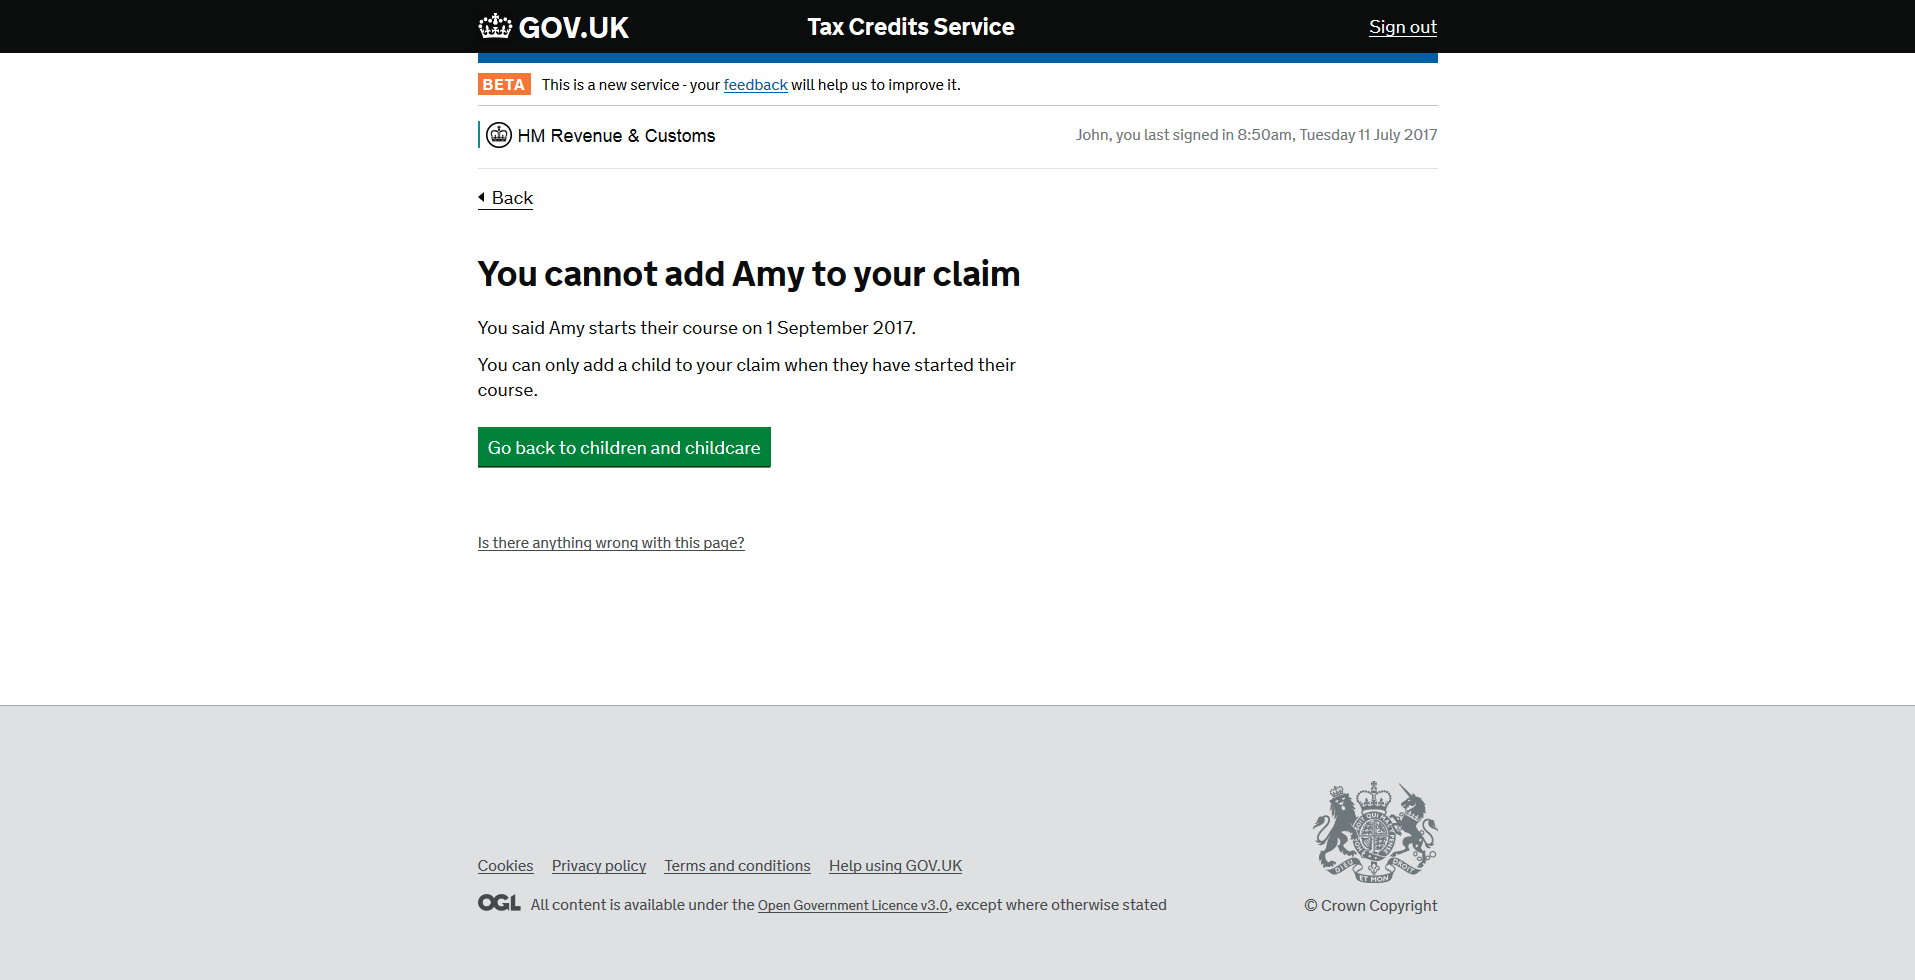 GOV.UK
Tax Credits Service
Sign out
BETA This is a new service - your feedback will help us to improve it.
HM Revenue & Customs
John, you last signed in 8:50am, Tuesday 11 July 2017
Back
You cannot add Amy to your claim
You said Amy starts their course on 1 September 2017.
You can only add a child to your claim when they have started their
course.
Go back to children and childcare
Is there anything wrong with this page?
Cookies Privacy policy Terms and conditions Help using GOV.UK
OGL All content is available under the Open Government Licence v3.0, except where otherwise stated
DIEU ET MON DROIT
© Crown Copyright